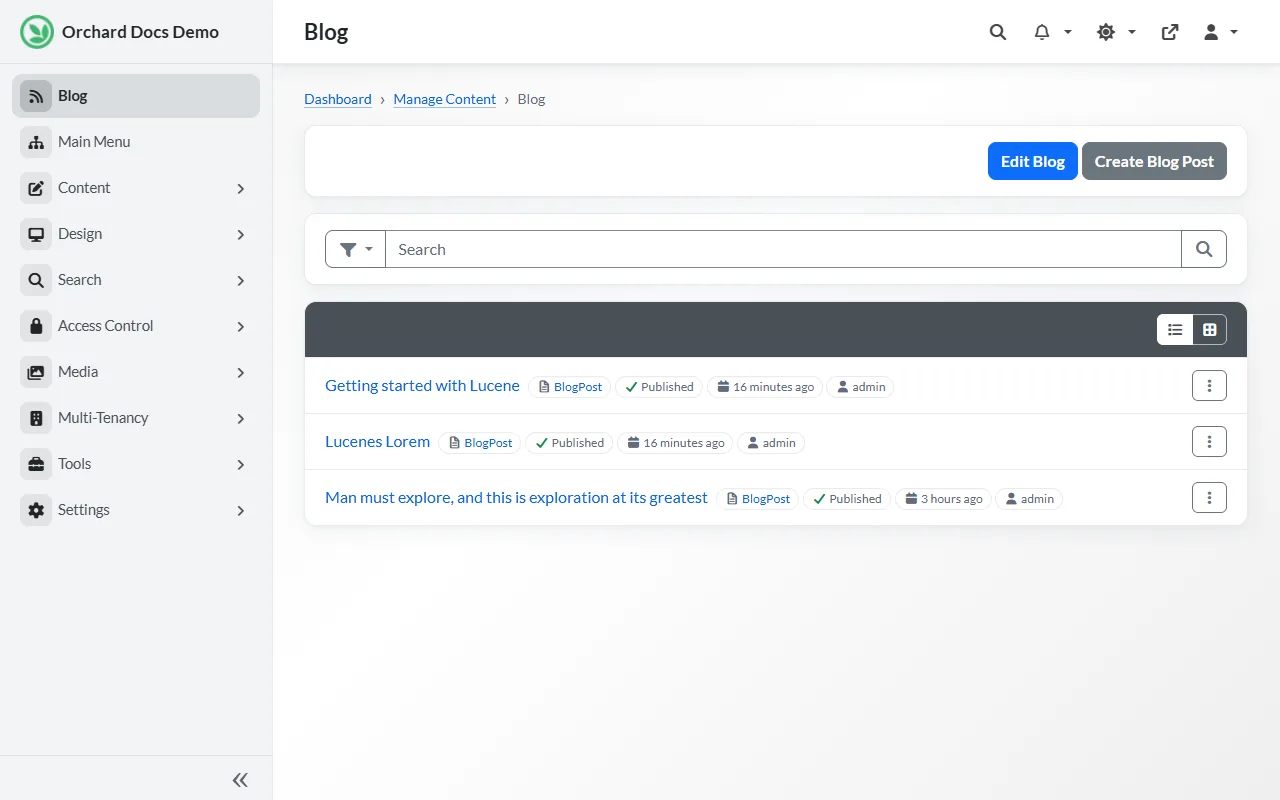 Orchard Docs Demo
Blog
Blog
Main Menu
Content
Design
Search
Access Control
Media
Multi-Tenancy
Tools
Settings
Dashboard › Manage Content › Blog
Edit Blog Create Blog Post
Search
Getting started with Lucene BlogPost Published 16 minutes ago admin
Lucenes Lorem BlogPost Published 16 minutes ago admin
Man must explore, and this is exploration at its greatest BlogPost Published 3 hours ago admin